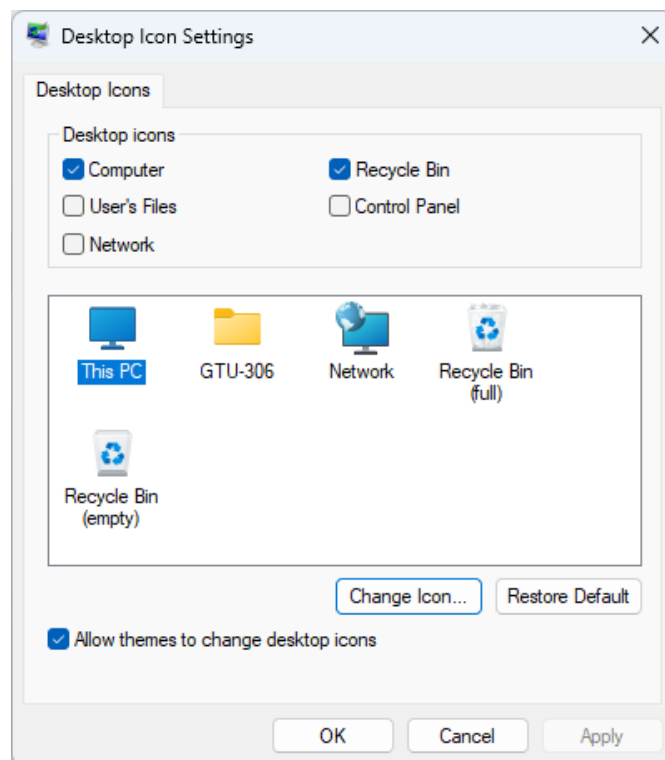 Desktop Icon Settings
Desktop Icons
Desktop icons
Computer
Recycle Bin
User's Files
Control Panel
Network
This PC
GTU-306
Network
Recycle Bin
(full)
Recycle Bin
(empty)
Change Icon...
Restore Default
Allow themes to change desktop icons
OK
Cancel
Apply